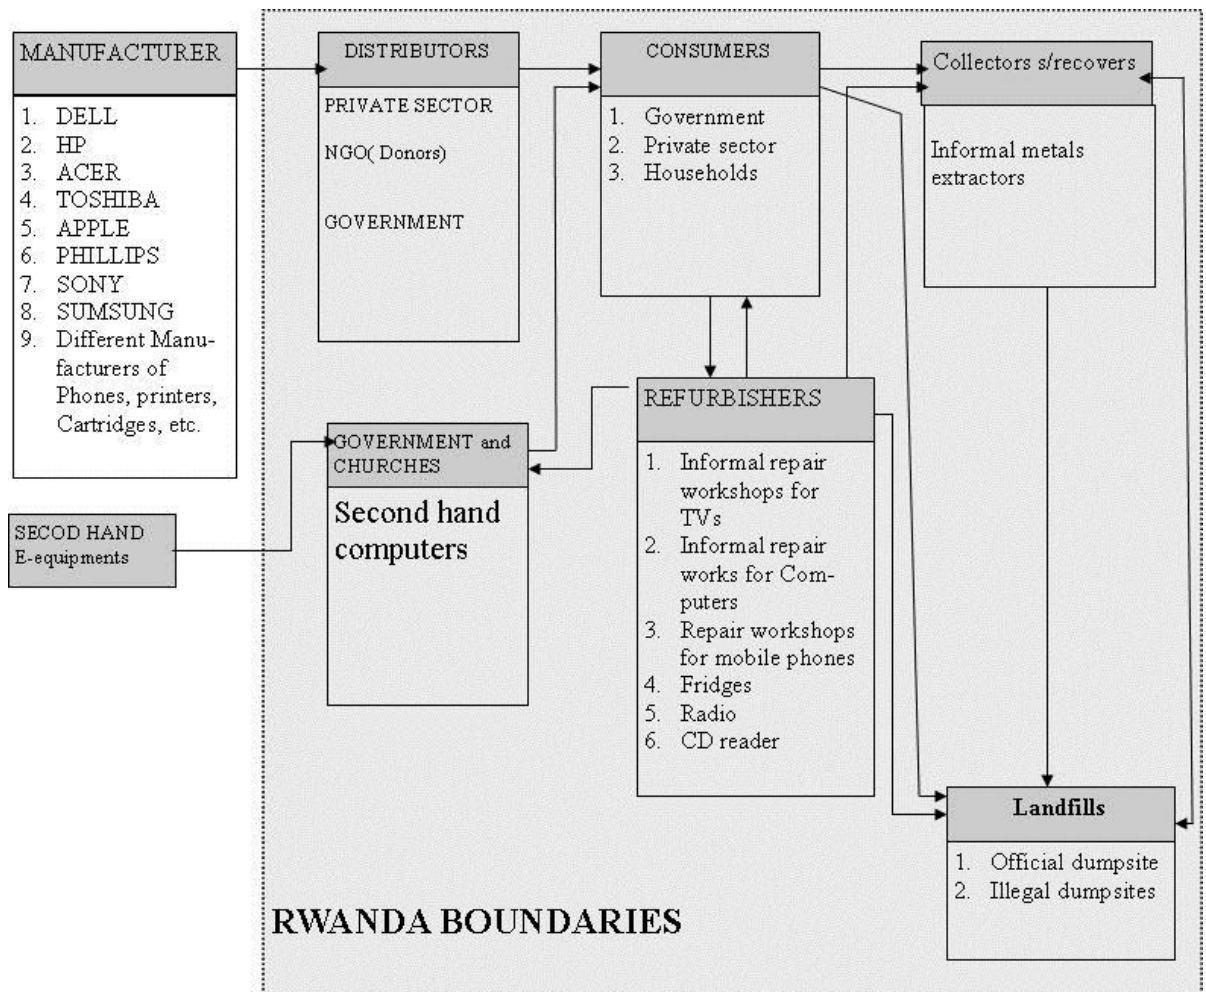 MANUFACTURER
1. DELL
2. HP
3. ACER
4. TOSHIBA
5. APPLE
6. PHILLIPS
7. SONY
8. SUMSUNG
9. Different Manu-
facturers of
Phones, printers,
Cartridges, etc.
SECOD HAND
E-equipments
DISTRIBUTORS
PRIVATE SECTOR
NGO( Donors)
GOVERNMENT
GOVERNMENT and
CHURCHES
Second hand
computers
CONSUMERS
1. Government
2. Private sector
3. Households
REFURBISHERS
1. Informal repair
workshops for
TVs
2. Informal repair
works for Com-
puters
3. Repair workshops
for mobile phones
4. Fridges
5. Radio
6. CD reader
Collectors s/recovers
Informal metals
extractors
Landfills
1. Official dumpsite
2. Illegal dumpsites
RWANDA BOUNDARIES